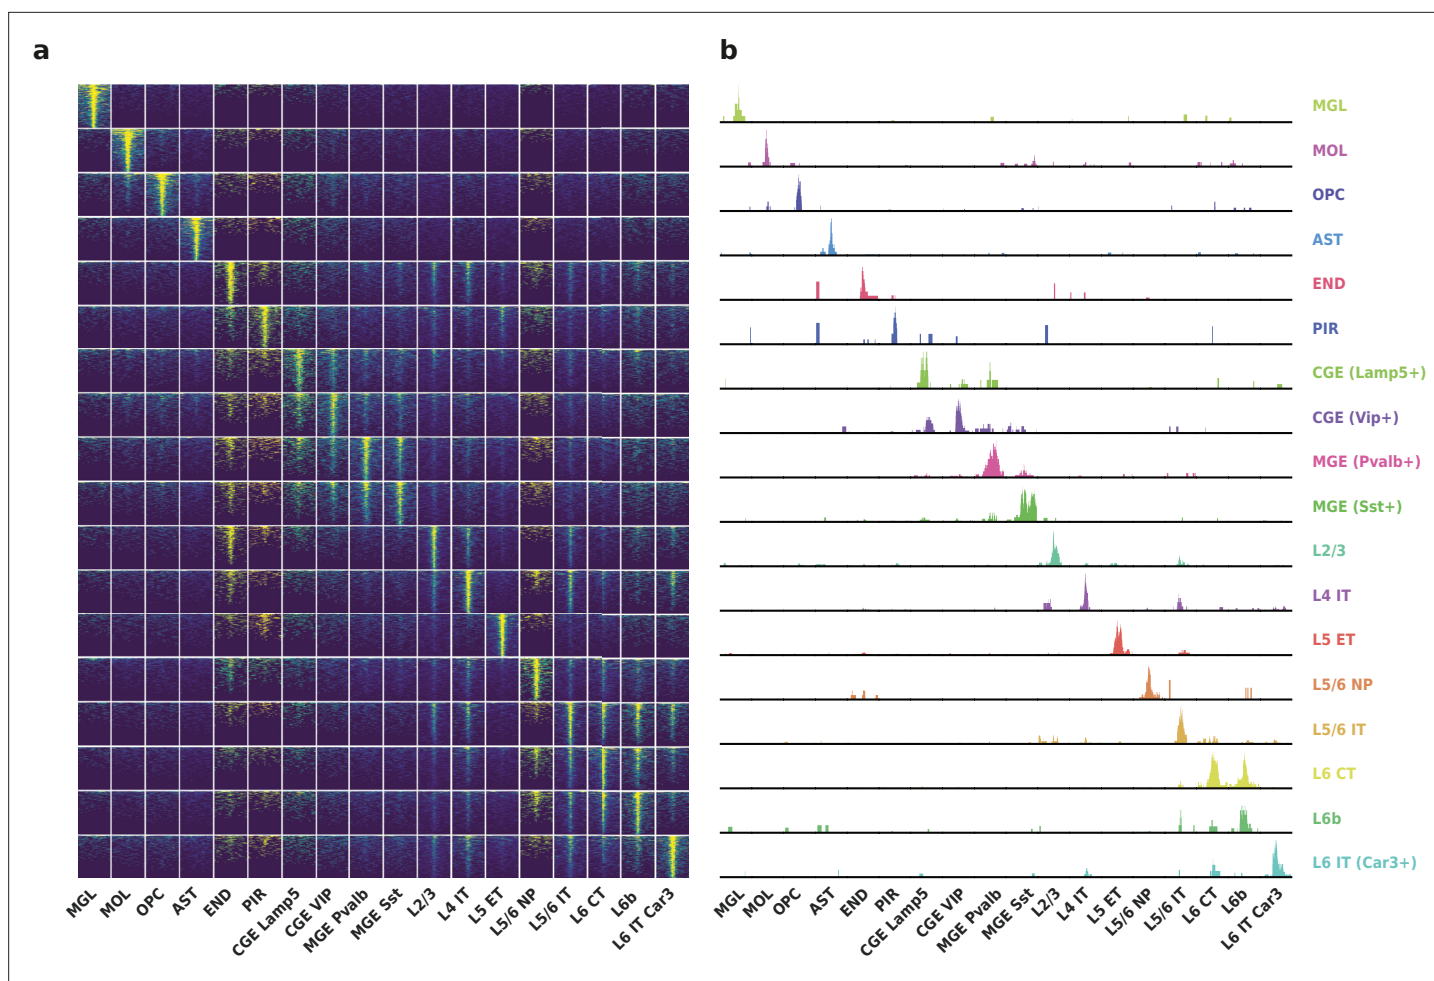 a
b
MGL
MOL
OPC
AST
END
PIR
CGE (Lamp5+)
CGE (Vip+)
MGE (Pvalb+)
MGE (Sst+)
L2/3
L4 IT
L5 ET
L5/6 NP
L5/6 IT
L6 CT
L6b
L6 IT (Car3+)
MGL
MOL
OPC
AST
END
PIR
CGE Lamp5
CGE VIP
MGE Pvalb
MGE Sst
L2/3
L4 IT
L5 ET
L5/6 NP
L5/6 IT
L6 CT
L6b
L6 IT Car3
MGL
MOL
OPC
AST
END
PIR
CGE Lamp5
CGE VIP
MGE Pvalb
MGE Sst
L2/3
L4 IT
L5 ET
L5/6 NP
L5/6 IT
L6 CT
L6b
L6 IT Car3